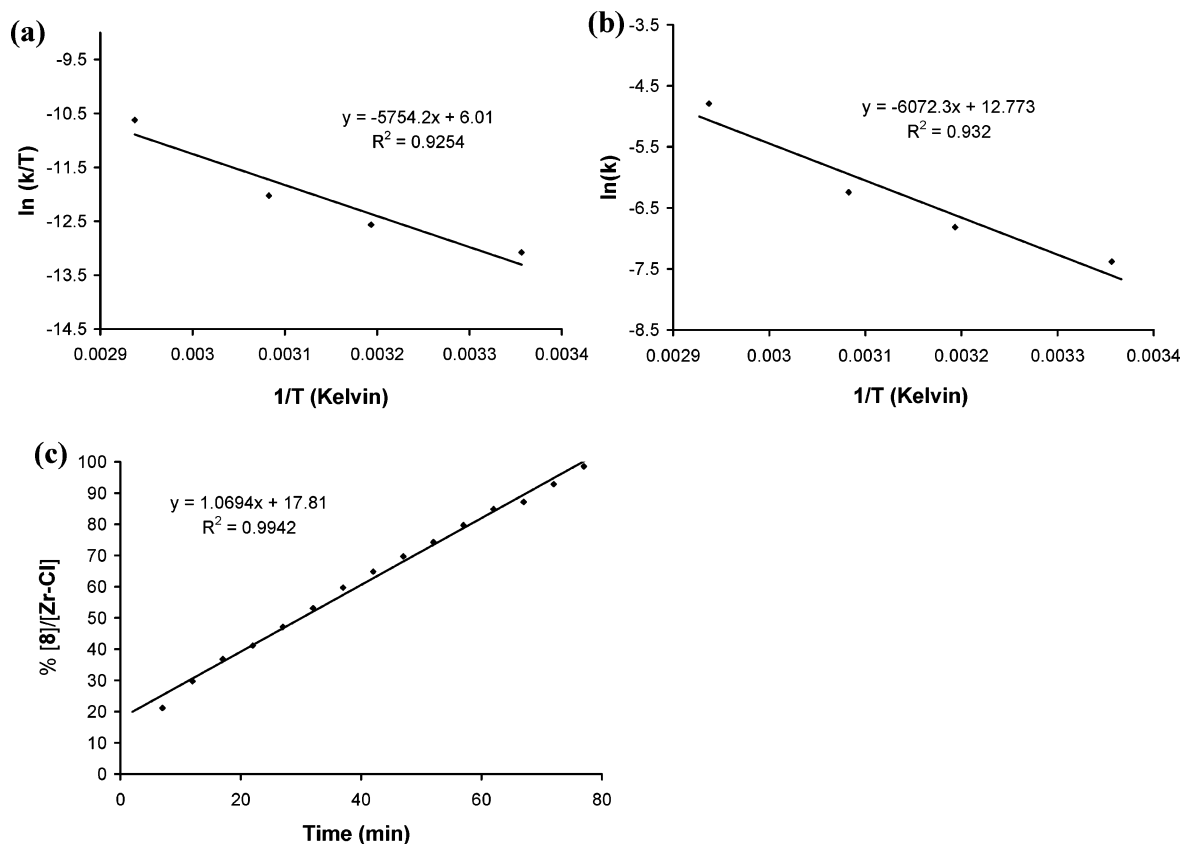 (a)
-9.5
-10.5
-11.5
-12.5
-13.5
-14.5
ln (k/T)
y = -5754.2x + 6.01
R² = 0.9254
0.0029 0.003 0.0031 0.0032 0.0033 0.0034
1/T (Kelvin)
(b)
-3.5
-4.5
-5.5
-6.5
-7.5
-8.5
ln(k)
y = -6072.3x + 12.773
R² = 0.932
0.0029 0.003 0.0031 0.0032 0.0033 0.0034
1/T (Kelvin)
(c)
100
90
80
70
60
50
40
30
20
10
0
% [8]/[Zr-Cl]
y = 1.0694x + 17.81
R² = 0.9942
0 20 40 60 80
Time (min)